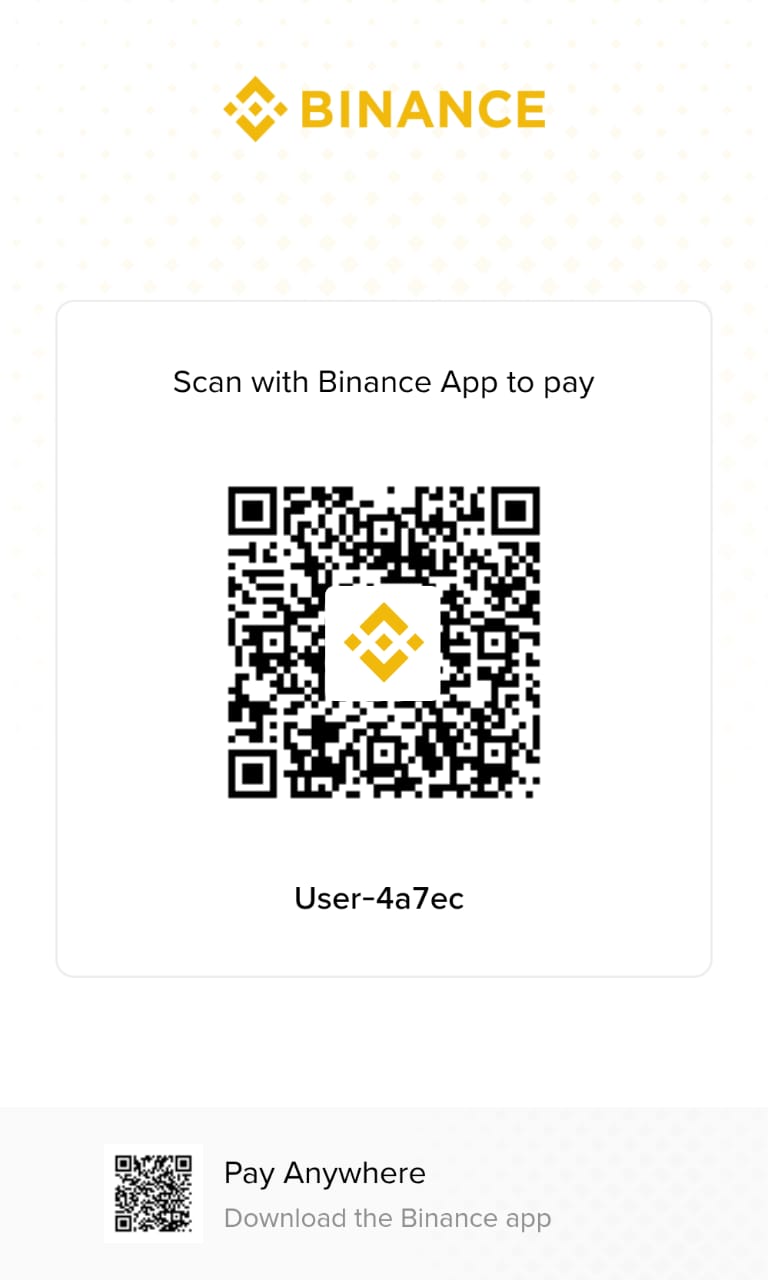 BINANCE
Scan with Binance App to pay
User-4a7ec
Pay Anywhere
Download the Binance app